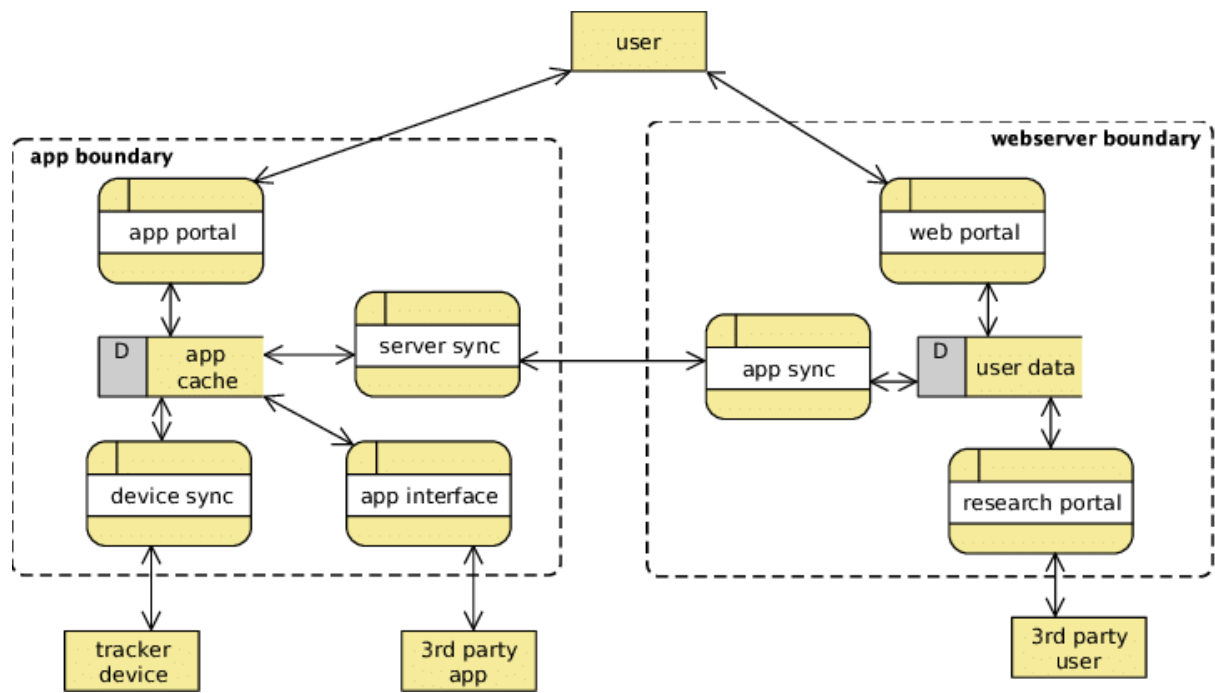 user
app boundary
webserver boundary
app portal
web portal
server sync
D
app
cache
app sync
D
user data
device sync
app interface
research portal
tracker
device
3rd party
app
3rd party
user